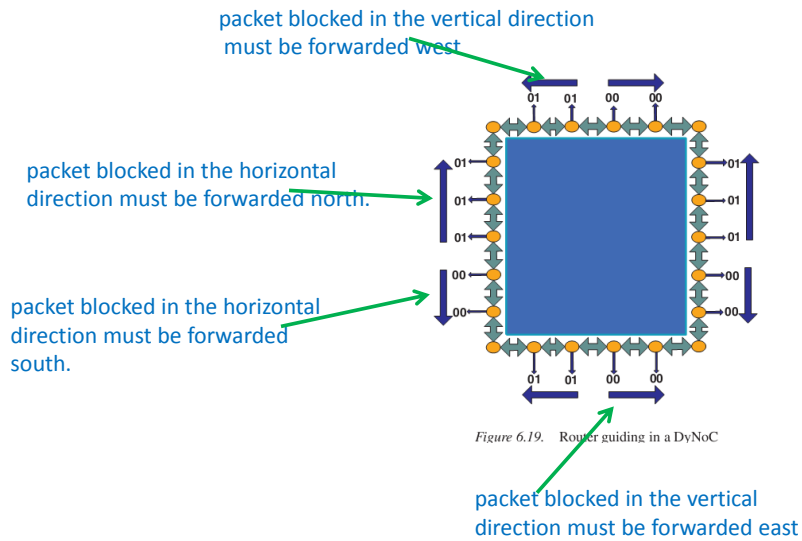 packet blocked in the vertical direction
must be forwarded west
01 01 00 00
packet blocked in the horizontal
direction must be forwarded north.
01 01
01 01
01 01
00 00
00 00
packet blocked in the horizontal
direction must be forwarded
south.
01 01 00 00
Figure 6.19. Router guiding in a DyNoC
packet blocked in the vertical
direction must be forwarded east